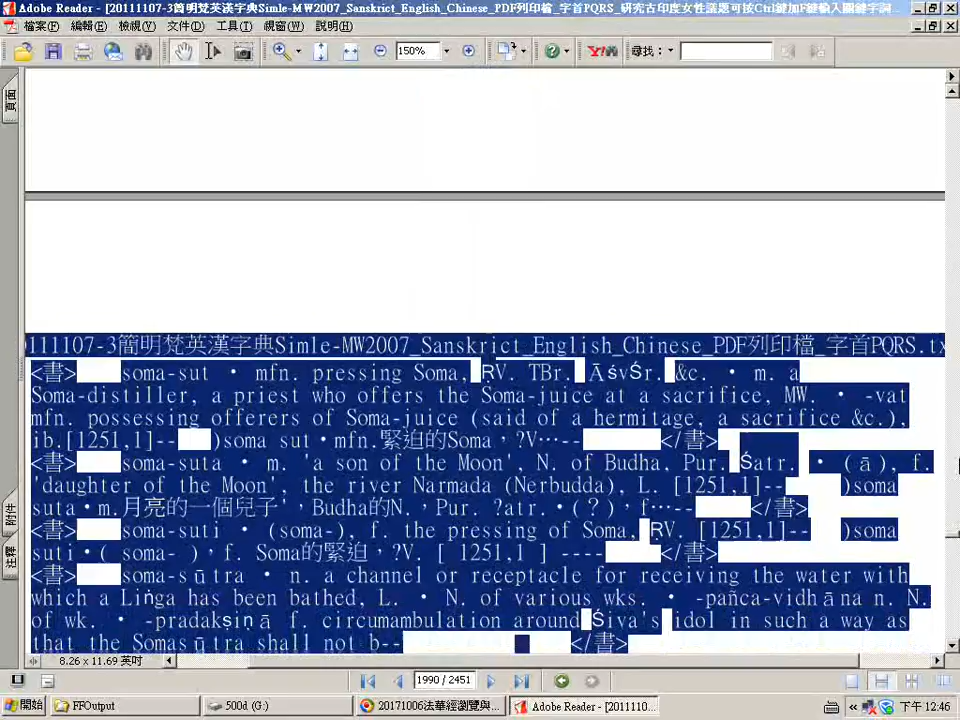 Adobe Reader - [20111107-3簡明梵英漢字典Simle-MW2007_Sanskrict_English_Chinese_PDF列印檔_字首PQRS_研究古印度女性議題可按Ctrl鍵加F鍵輸入關鍵字詞
檔案(F) 編輯(E) 檢視(V) 文件(D) 工具(T) 視窗(W) 說明(H)
150% 尋找:
頁面
111107-3簡明梵英漢字典Simle-MW2007_Sanskrict_English_Chinese_PDF列印檔_字首PQRS.tx
<書> soma-sut • mfn. pressing Soma, ṚV. TBr. ĀśvŚr. &c. • m. a
Soma-distiller, a priest who offers the Soma-juice at a sacrifice, MW. • -vat
mfn. possessing offerers of Soma-juice (said of a hermitage, a sacrifice &c.),
ib.[1251,1]-- )soma sut•mfn.緊迫的Soma，?V…-- </書>
<書> soma-suta • m. 'a son of the Moon', N. of Budha, Pur. Śatr. • (ā), f.
'daughter of the Moon', the river Narmada (Nerbudda), L. [1251,1]-- )soma
suta•m.月亮的一個兒子'，Budha的N.，Pur. ?atr.•(？)，f…-- </書>
<書> soma-suti • (soma-), f. the pressing of Soma, ṚV. [1251,1]-- )soma
suti•( soma- )，f. Soma的緊迫，?V. [ 1251,1 ] ---- </書>
<書> soma-sūtra • n. a channel or receptacle for receiving the water with
which a Liṅga has been bathed, L. • N. of various wks. • -pañca-vidhāna n. N.
of wk. • -pradakṣiṇā f. circumambulation around Śiva's idol in such a way as
that the Somasūtra shall not b-- </書>
附件
注釋
8.26 x 11.69 英吋
1990 / 2451
開始 FFOutput 500d (G:) 20171006法華經瀏覽與... Adobe Reader - [2011110... 下午 12:46